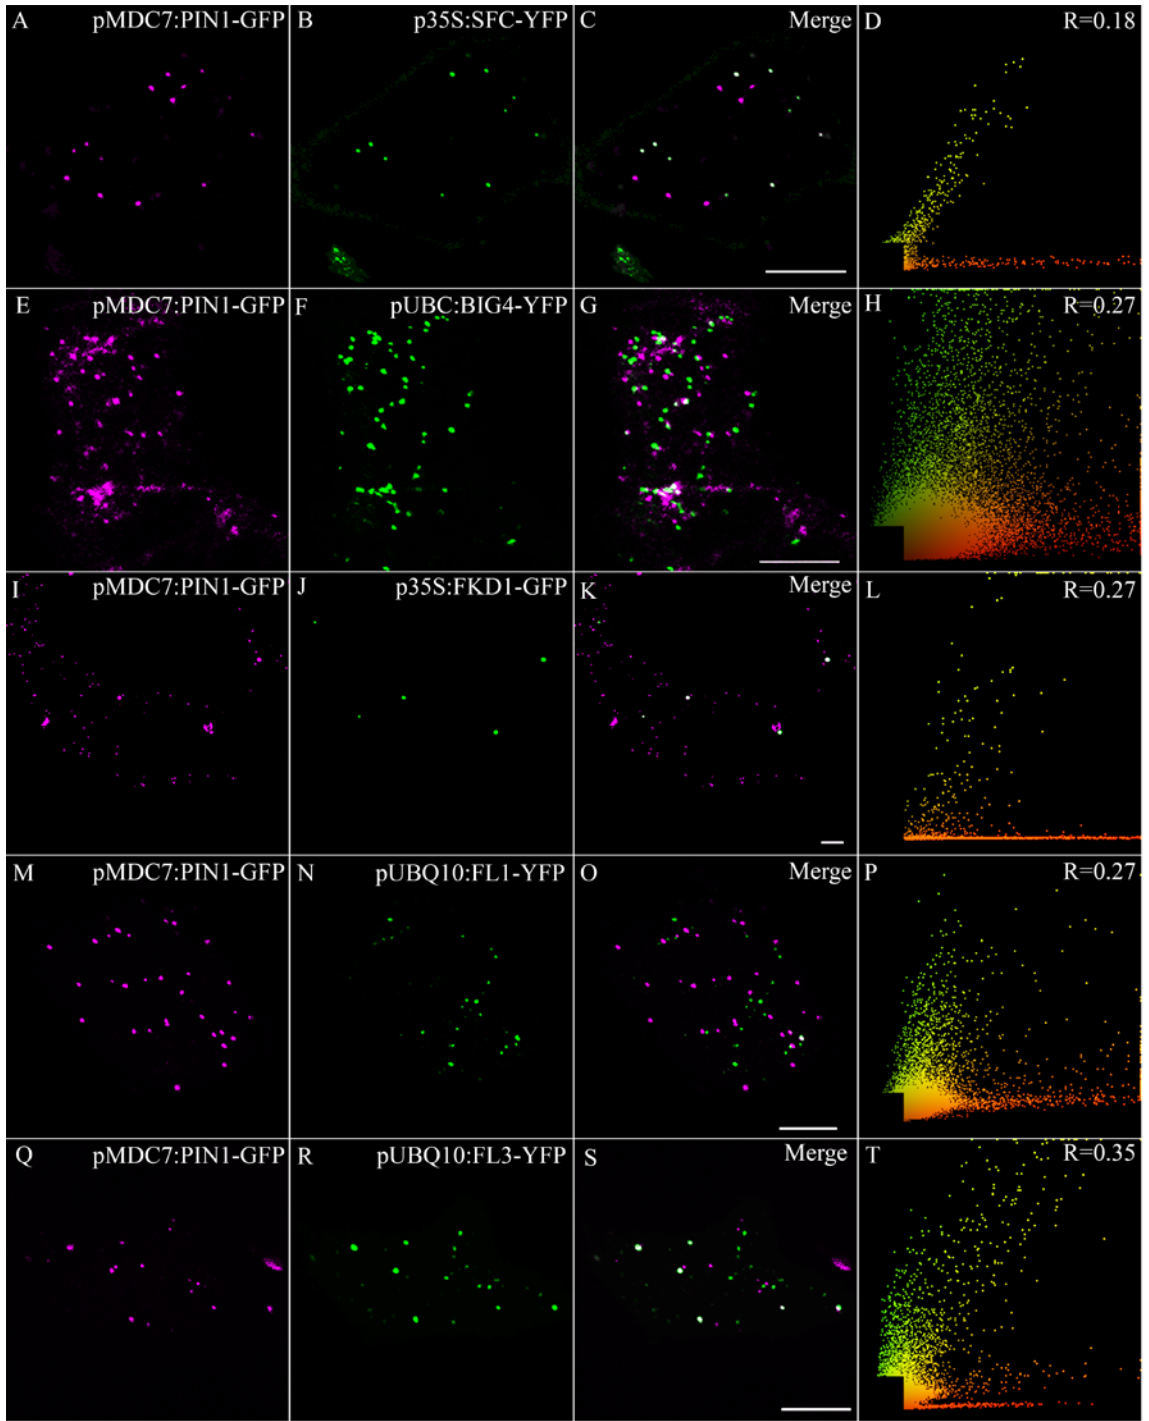 A pMDC7:PIN1-GFP B p35S:SFC-YFP C Merge D R=0.18
E pMDC7:PIN1-GFP F pUBC:BIG4-YFP G Merge H R=0.27
I pMDC7:PIN1-GFP J p35S:FKD1-GFP K Merge L R=0.27
M pMDC7:PIN1-GFP N pUBQ10:FL1-YFP O Merge P R=0.27
Q pMDC7:PIN1-GFP R pUBQ10:FL3-YFP S Merge T R=0.35